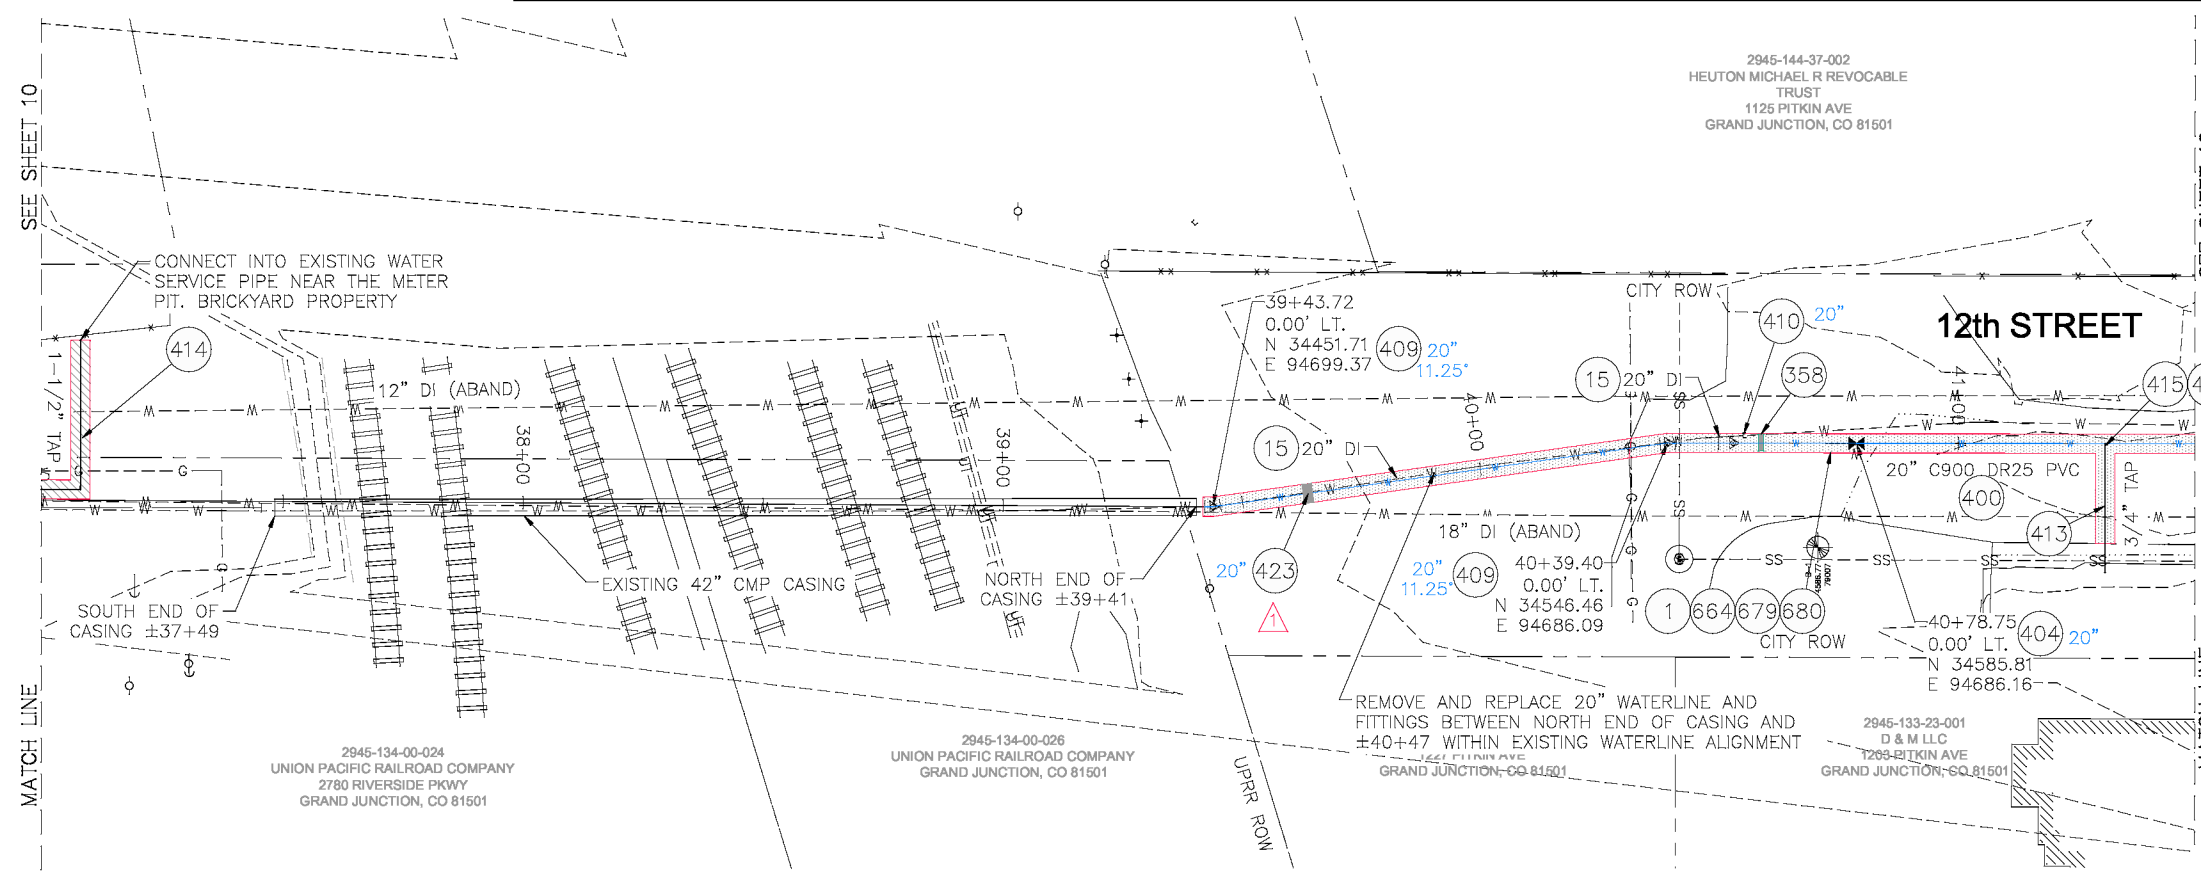 SEE SHEET 10
MATCH LINE
2945-144-37-002
HEUTON MICHAEL R REVOCABLE
TRUST
1125 PITKIN AVE
GRAND JUNCTION, CO 81501
CONNECT INTO EXISTING WATER
SERVICE PIPE NEAR THE METER
PIT. BRICKYARD PROPERTY
414
1-1/2" TAP
12" DI (ABAND)
38+00
39+00
40+00
41+00
39+43.72
0.00' LT.
N 34451.71
E 94699.37
409
20"
11.25°
CITY ROW
410
20"
12th STREET
15
20" DI
358
415
15
20" DI
20" C900 DR25 PVC
400
413
3/4" TAP
18" DI (ABAND)
20"
423
1
20"
11.25°
409
40+39.40
0.00' LT.
N 34546.46
E 94686.09
1
664
679
680
CITY ROW
40+78.75
0.00' LT.
N 34585.81
E 94686.16
404
20"
EXISTING 42" CMP CASING
NORTH END OF
CASING ±39+41
SOUTH END OF
CASING ±37+49
REMOVE AND REPLACE 20" WATERLINE AND
FITTINGS BETWEEN NORTH END OF CASING AND
±40+47 WITHIN EXISTING WATERLINE ALIGNMENT
2945-134-00-024
UNION PACIFIC RAILROAD COMPANY
2780 RIVERSIDE PKWY
GRAND JUNCTION, CO 81501
2945-134-00-026
UNION PACIFIC RAILROAD COMPANY
GRAND JUNCTION, CO 81501
UPRR ROW
1227 PITKIN AVE
GRAND JUNCTION, CO 81501
2945-133-23-001
D & M LLC
1203 PITKIN AVE
GRAND JUNCTION, CO 81501